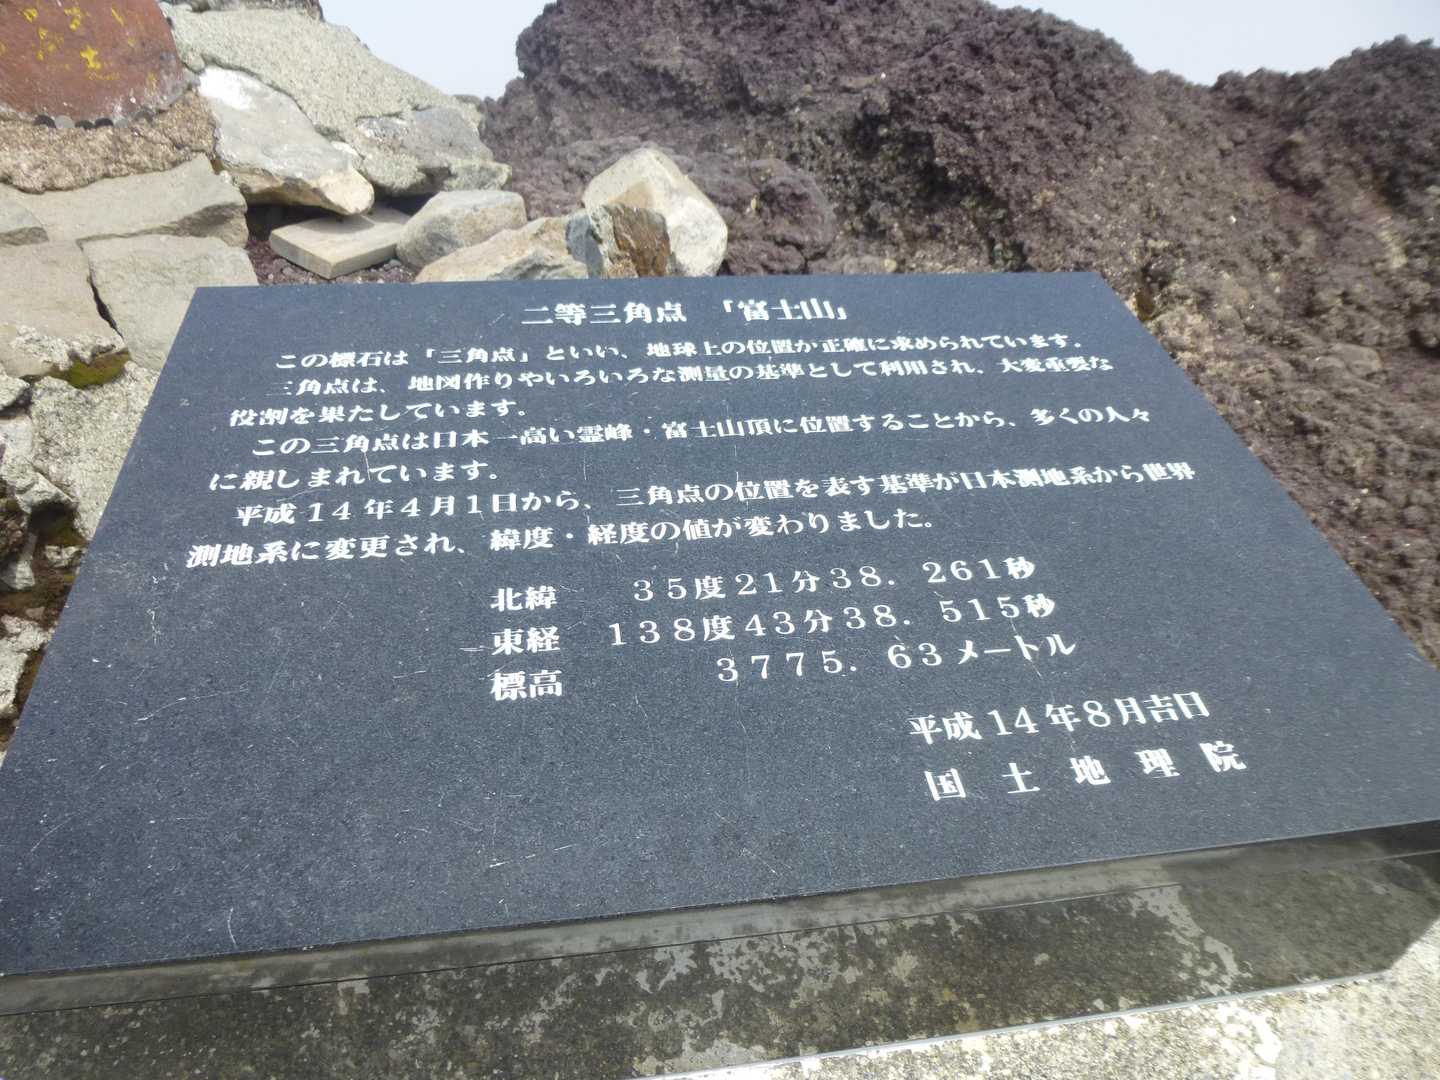 二等三角点　「富士山」
この標石は「三角点」といい、地球上の位置が正確に求められています。
三角点は、地図作りやいろいろな測量の基準として利用され、大変重要な
役割を果たしています。
この三角点は日本一高い霊峰・富士山頂に位置することから、多くの人々
に親しまれています。
平成１４年４月１日から、三角点の位置を表す基準が日本測地系から世界
測地系に変更され、緯度・経度の値が変わりました。
北緯　３５度２１分３８．２６１秒
東経　１３８度４３分３８．５１５秒
標高　３７７５．６３メートル
平成１４年８月吉日
国土地理院